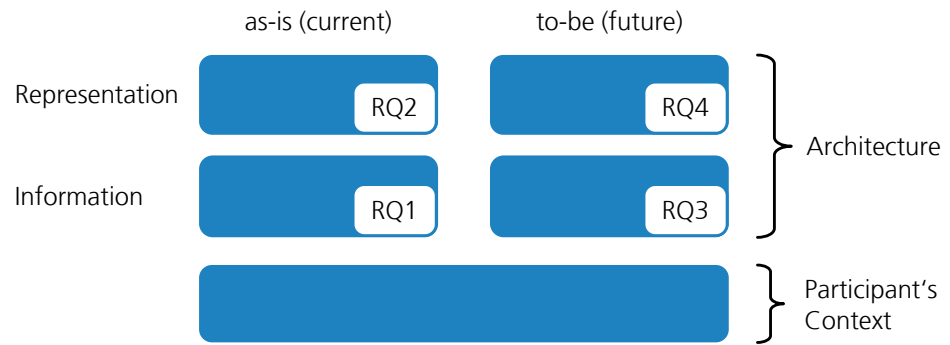 as-is (current)
to-be (future)
Representation
RQ2
RQ4
Architecture
Information
RQ1
RQ3
Participant‘s
Context